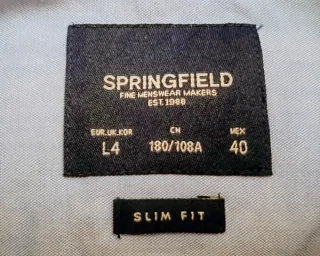 SPRINGFIELD
FINE MENSWEAR MAKERS
EST. 1988
EUR.UK.KOR CN MEX
L4 180/108A 40
SLIM FIT